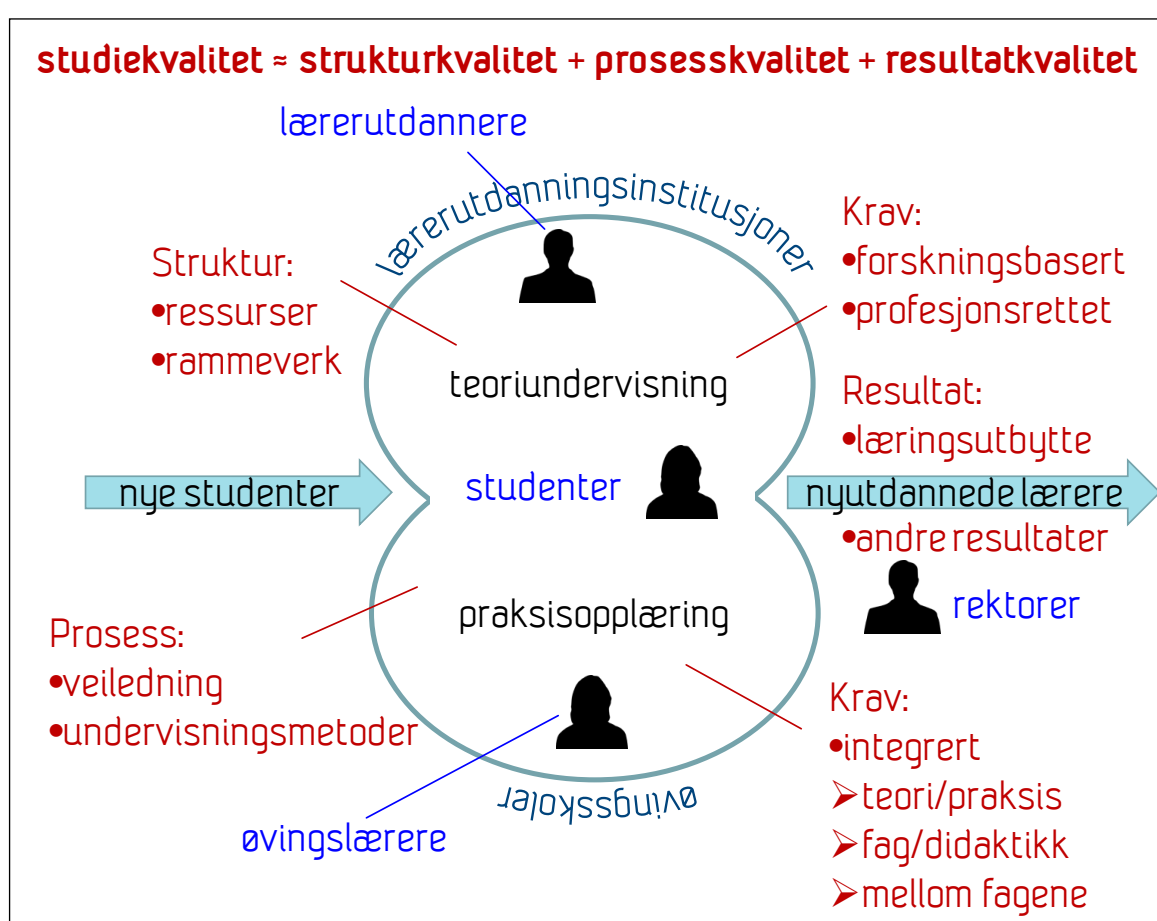 studiekvalitet ≈ strukturkvalitet + prosesskvalitet + resultatkvalitet
lærerutdannere
lærerutdanningsinstitusjoner
Struktur:
•ressurser
•rammeverk
Krav:
•forskningsbasert
•profesjonsrettet
teoriundervisning
Resultat:
•læringsutbytte
nye studenter
studenter
nyutdannede lærere
•andre resultater
rektorer
praksisopplæring
Prosess:
•veiledning
•undervisningsmetoder
Krav:
•integrert
➢teori/praksis
➢fag/didaktikk
➢mellom fagene
øvingsskoler
øvingslærere